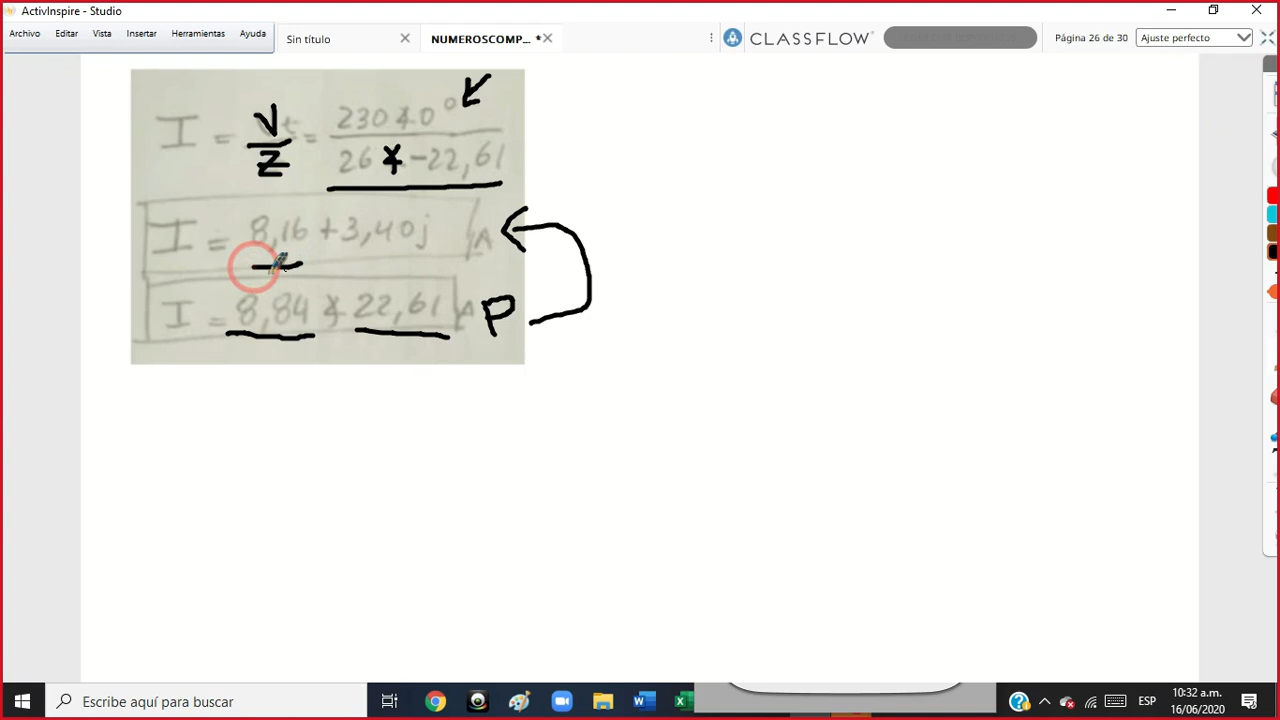 ActivInspire - Studio
Archivo Editar Vista Insertar Herramientas Ayuda
Sin título
NUMEROSCOMP... *
CLASSFLOW
Página 26 de 30
Ajuste perfecto
I = V/Z = 230∡0° / 26∡-22,61
I = 8,16 + 3,40j A
I = 8,84 ∡ 22,61 A P
Escribe aquí para buscar
ESP
10:32 a.m.
16/06/2020